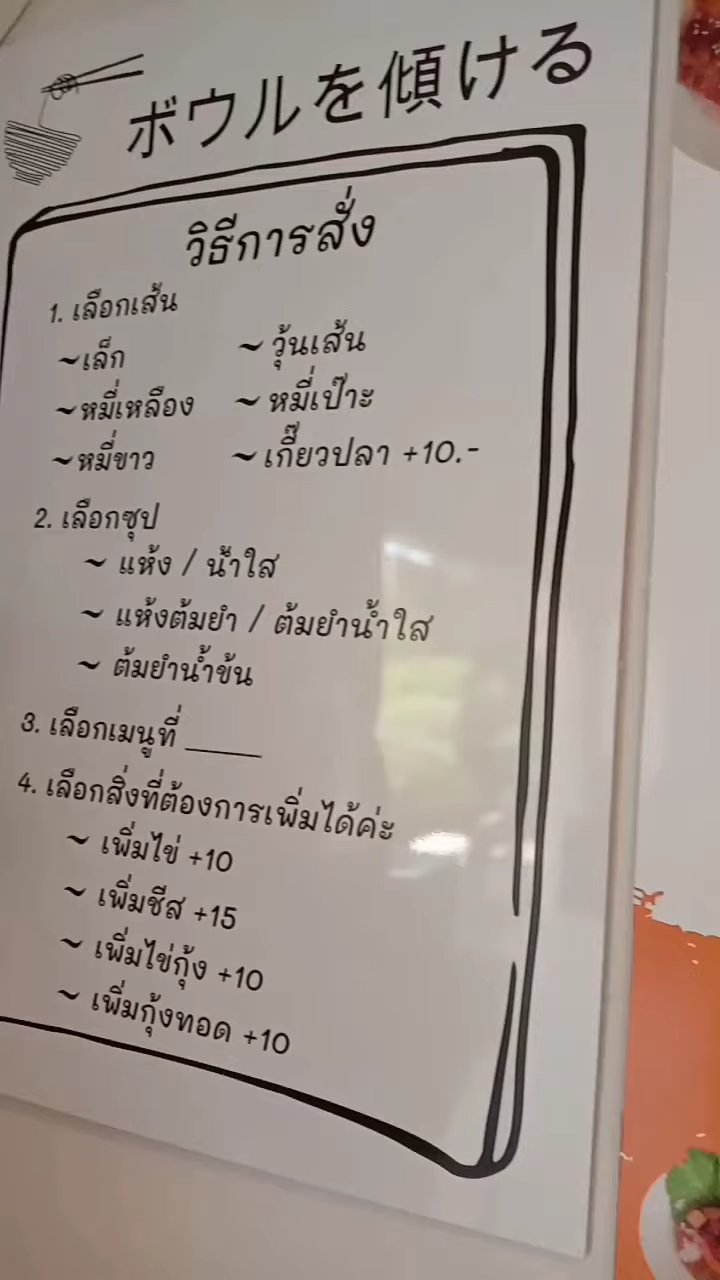 ボウルを傾ける
วิธีการสั่ง
1. เลือกเส้น
~เล็ก ~ วุ้นเส้น
~หมี่เหลือง ~ หมี่เป๊าะ
~หมี่ขาว ~ เกี๊ยวปลา +10.-
2. เลือกซุป
~ แห้ง / น้ำใส
~ แห้งต้มยำ / ต้มยำน้ำใส
~ ต้มยำน้ำข้น
3. เลือกเมนูที่ _____
4. เลือกสิ่งที่ต้องการเพิ่มได้ค่ะ
~ เพิ่มไข่ +10
~ เพิ่มชีส +15
~ เพิ่มไข่กุ้ง +10
~ เพิ่มกุ้งทอด +10